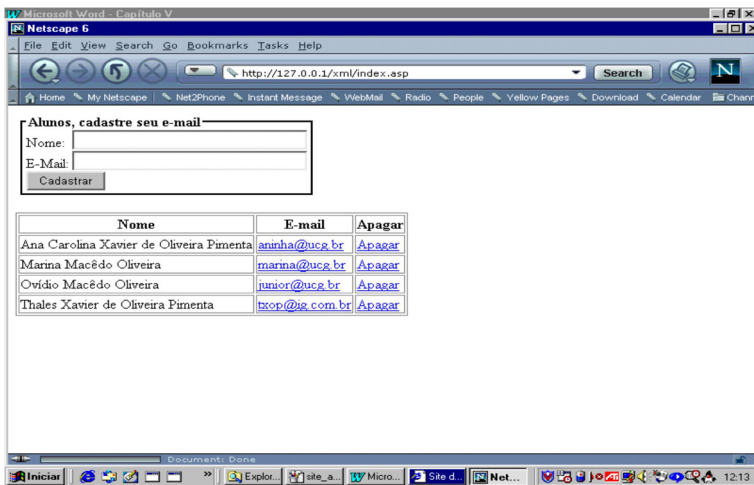 Microsoft Word - Capítulo V
Netscape 6
File Edit View Search Go Bookmarks Tasks Help
http://127.0.0.1/xml/index.asp Search N
Home My Netscape Net2Phone Instant Message WebMail Radio People Yellow Pages Download Calendar Chann
Alunos, cadastre seu e-mail
Nome:
E-Mail:
Cadastrar
Nome E-mail Apagar
Ana Carolina Xavier de Oliveira Pimenta aninha@ucg.br Apagar
Marina Macêdo Oliveira marina@ucg.br Apagar
Ovídio Macêdo Oliveira junior@ucg.br Apagar
Thales Xavier de Oliveira Pimenta txop@ig.com.br Apagar
Document: Done
Iniciar » Explor... site_a... Micro... Site d... Net... 12:13